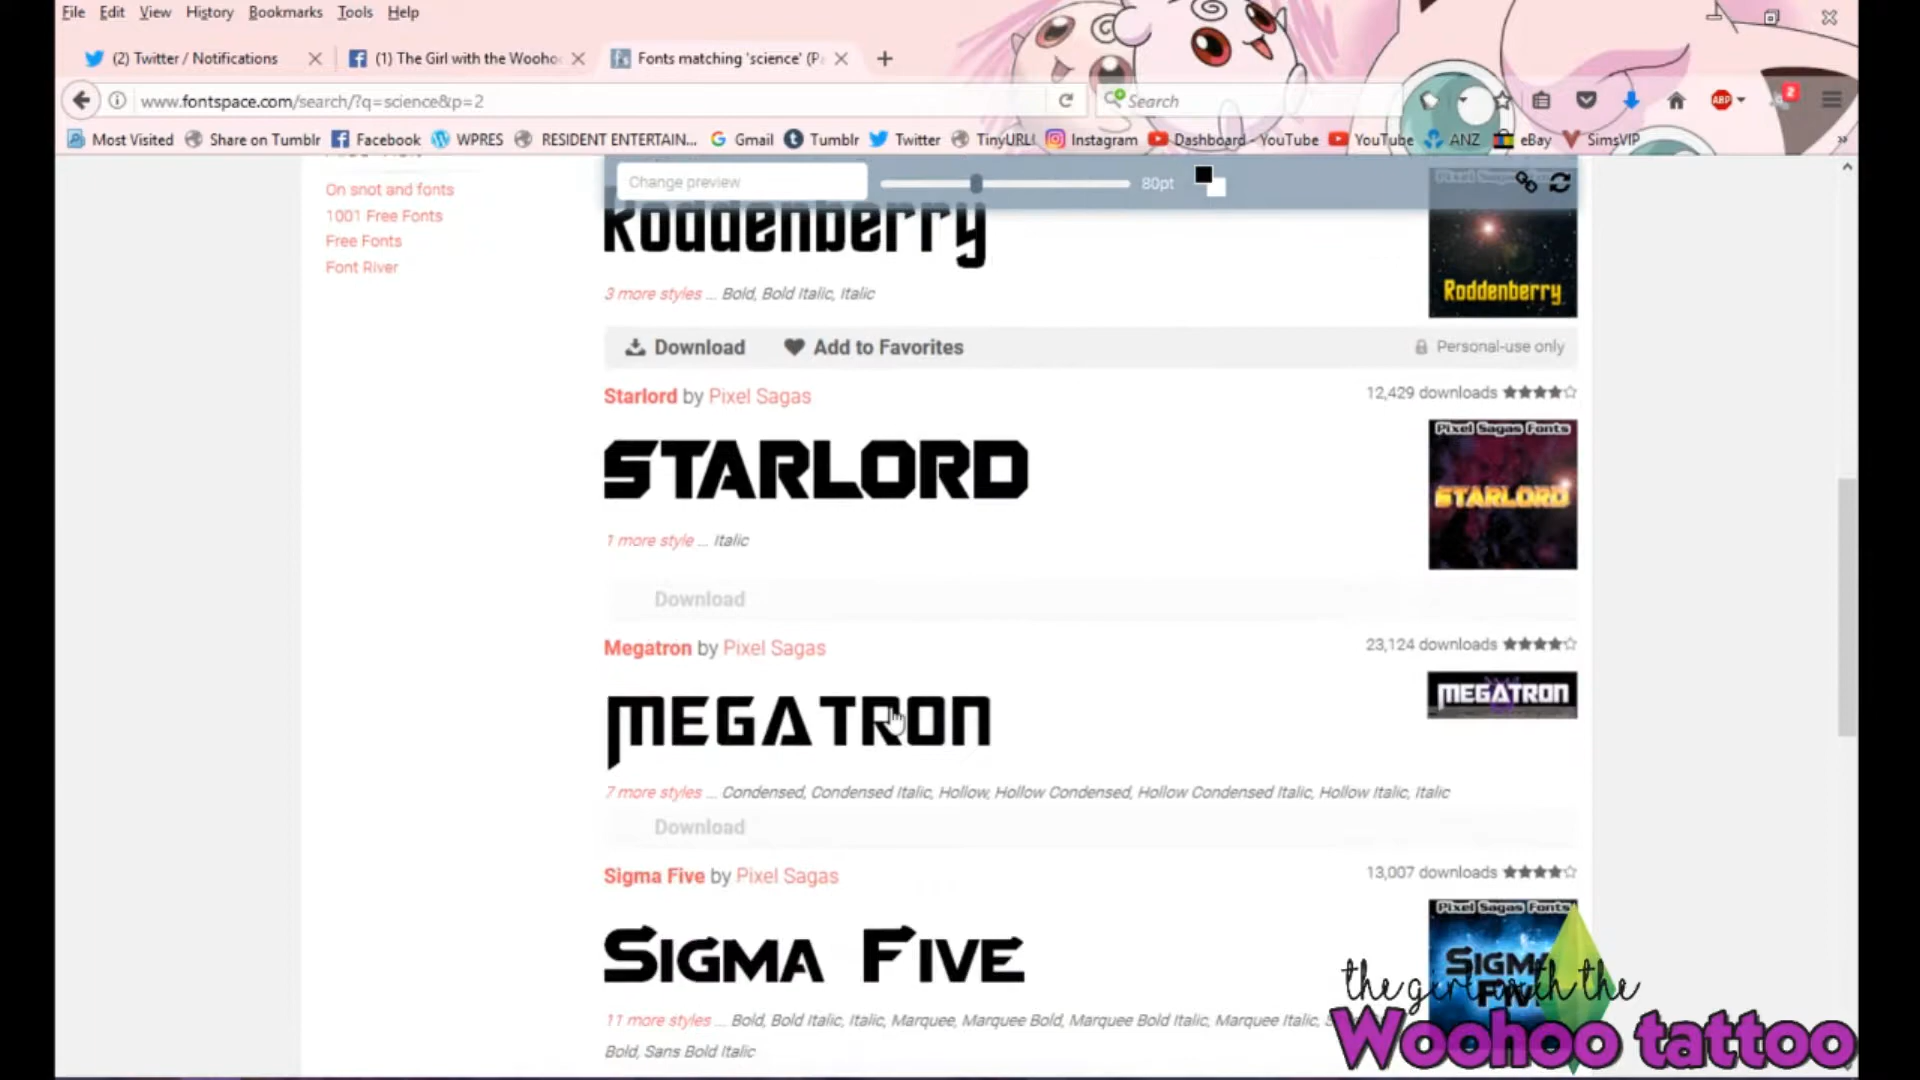 File Edit View History Bookmarks Tools Help
(2) Twitter / Notifications (1) The Girl with the Wooho Fonts matching 'science' (P
www.fontspace.com/search/?q=science&p=2 Search ABP 2
Most Visited Share on Tumblr Facebook WPRES RESIDENT ENTERTAIN... Gmail Tumblr Twitter TinyURL! Instagram Dashboard - YouTube YouTube ANZ eBay SimsVIP
Change preview 80pt
On snot and fonts
1001 Free Fonts
Free Fonts
Font River
Roddenberry
Roddenberry
3 more styles ... Bold, Bold Italic, Italic
Download Add to Favorites Personal-use only
Starlord by Pixel Sagas 12,429 downloads
Pixel Sagas Fonts
STARLORD
STARLORD
1 more style ... Italic
Download
Megatron by Pixel Sagas 23,124 downloads
MEGATRON
MEGATRON
7 more styles ... Condensed, Condensed Italic, Hollow, Hollow Condensed, Hollow Condensed Italic, Hollow Italic, Italic
Download
Sigma Five by Pixel Sagas 13,007 downloads
Pixel Sagas Fonts
Sigma Five
11 more styles ... Bold, Bold Italic, Italic, Marquee, Marquee Bold, Marquee Bold Italic, Marquee Italic,
Bold, Sans Bold Italic
the girl with the
Woohoo tattoo